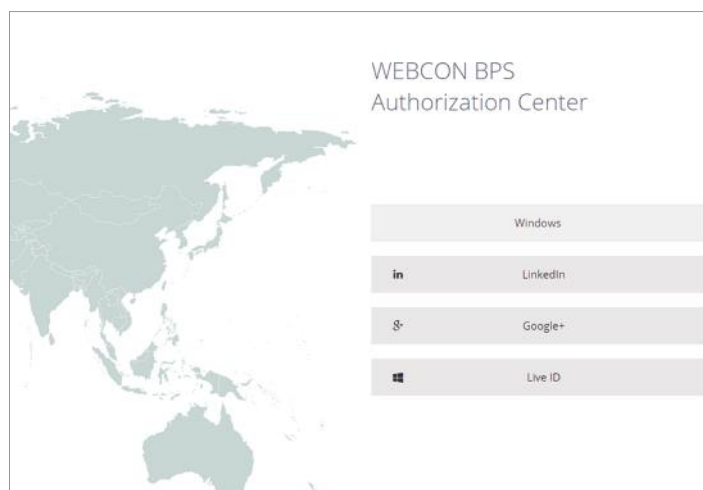 WEBCON BPS
Authorization Center
Windows
in LinkedIn
g+ Google+
Live ID